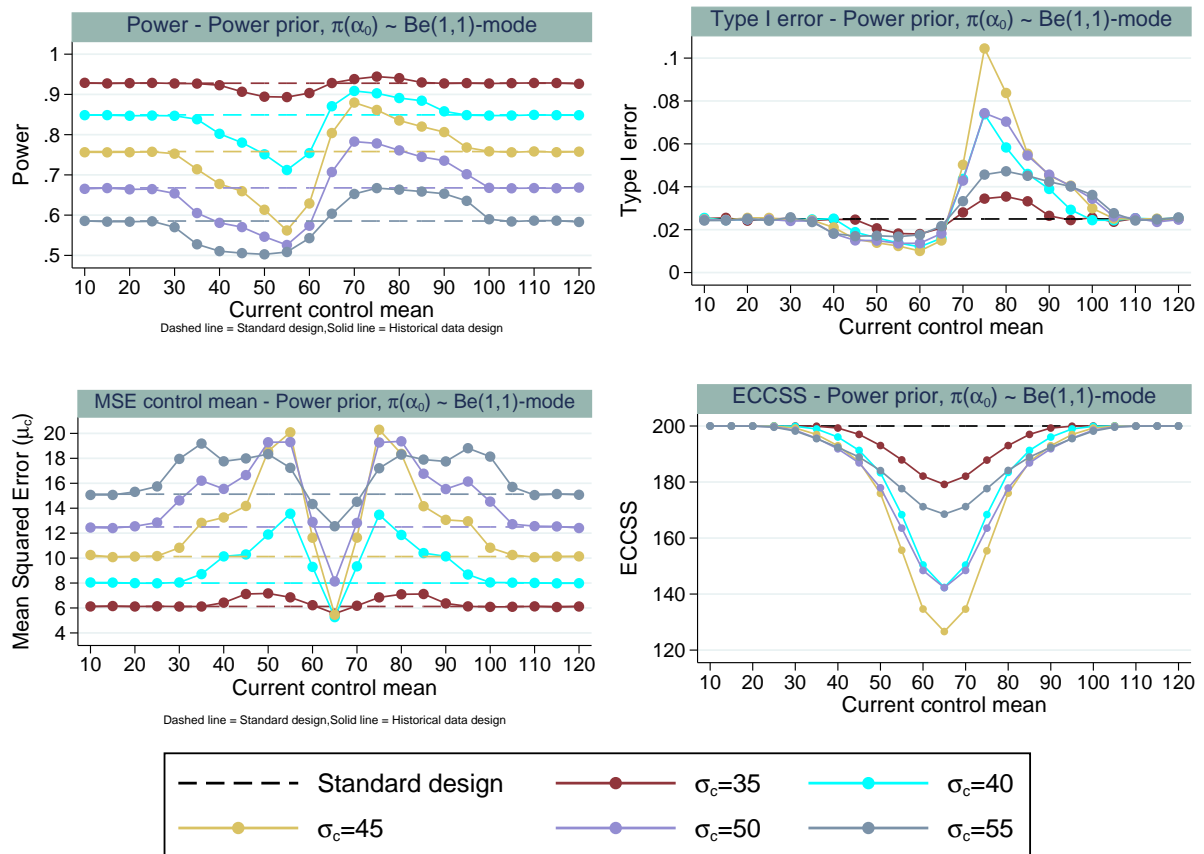 Power - Power prior, π(α₀) ~ Be(1,1)-mode
Power
1
.9
.8
.7
.6
.5
10 20 30 40 50 60 70 80 90 100 110 120
Current control mean
Dashed line = Standard design,Solid line = Historical data design
Type I error - Power prior, π(α₀) ~ Be(1,1)-mode
Type I error
.1
.08
.06
.04
.02
0
10 20 30 40 50 60 70 80 90 100 110 120
Current control mean
MSE control mean - Power prior, π(α₀) ~ Be(1,1)-mode
Mean Squared Error (μc)
20
18
16
14
12
10
8
6
4
10 20 30 40 50 60 70 80 90 100 110 120
Current control mean
Dashed line = Standard design,Solid line = Historical data design
ECCSS - Power prior, π(α₀) ~ Be(1,1)-mode
ECCSS
200
180
160
140
120
10 20 30 40 50 60 70 80 90 100 110 120
Current control mean
Standard design
σc=35
σc=40
σc=45
σc=50
σc=55